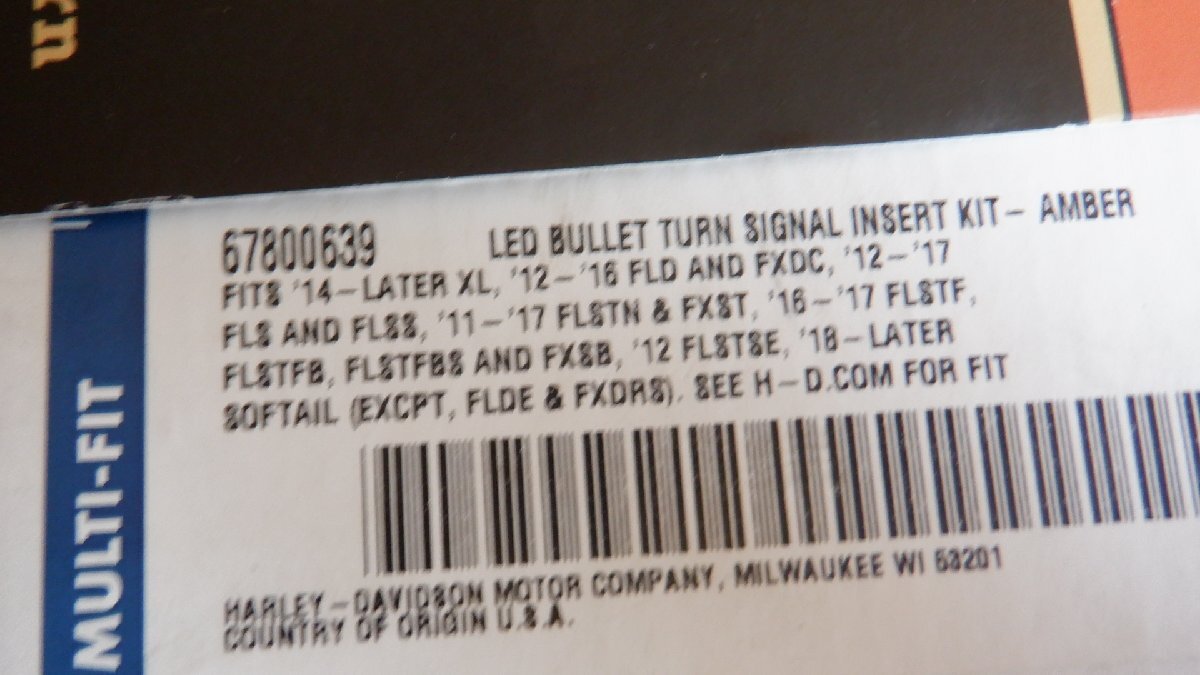 67800639 LED BULLET TURN SIGNAL INSERT KIT - AMBER
FITS '14-LATER XL, '12-'16 FLD AND FXDC, '12-'17
FLS AND FLSS, '11-'17 FLSTN & FXST, '16-'17 FLSTF,
FLSTFB, FLSTFBS AND FXSB, '12 FLSTSE, '18-LATER
SOFTAIL (EXCPT, FLDE & FXDRS). SEE H-D.COM FOR FIT
HARLEY-DAVIDSON MOTOR COMPANY, MILWAUKEE WI 53201
COUNTRY OF ORIGIN U.S.A.
MULTI-FIT